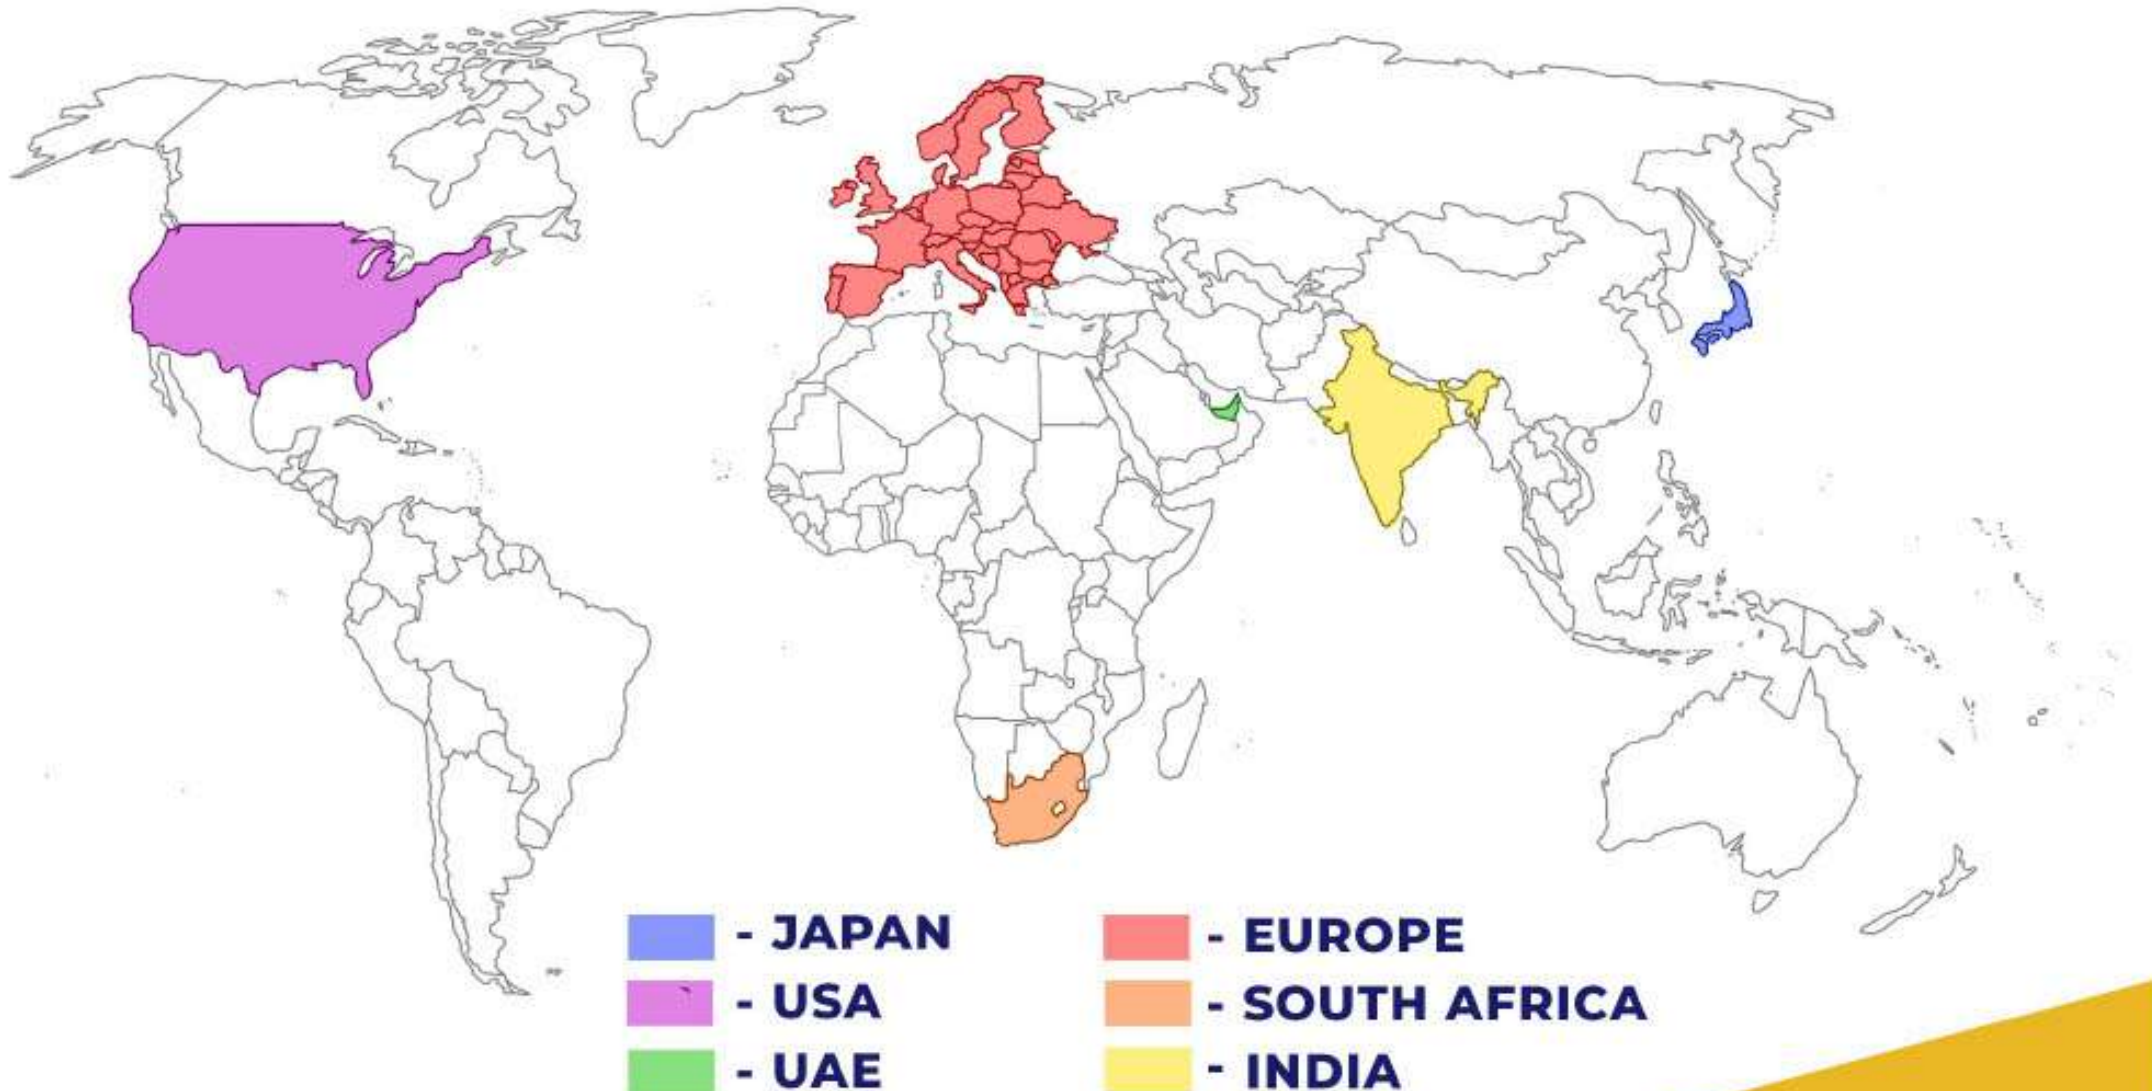 - JAPAN
- USA
- UAE
- EUROPE
- SOUTH AFRICA
- INDIA